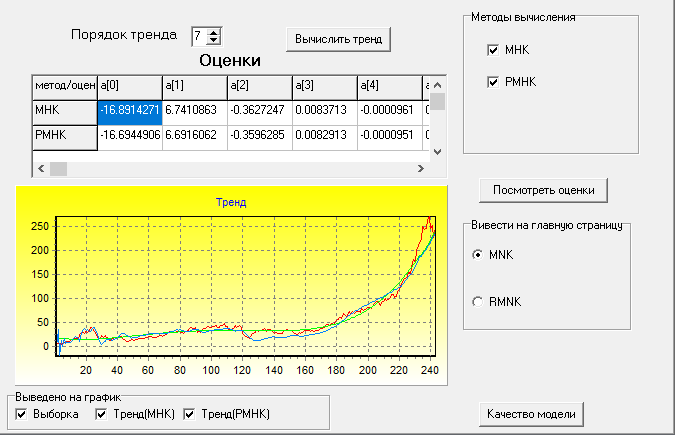 Порядок тренда 7 Вычислить тренд
Оценки
метод/оцен a[0] a[1] a[2] a[3] a[4]
МНК -16.8914271 6.7410863 -0.3627247 0.0083713 -0.0000961
РМНК -16.6944906 6.6916062 -0.3596285 0.0082913 -0.0000951
Методы вычисления
МНК
РМНК
Посмотреть оценки
Вивести на главную страницу
MNK
RMNK
Тренд
250
200
150
100
50
0
20 40 60 80 100 120 140 160 180 200 220 240
Выведено на график
Выборка Тренд(МНК) Тренд(РМНК)
Качество модели